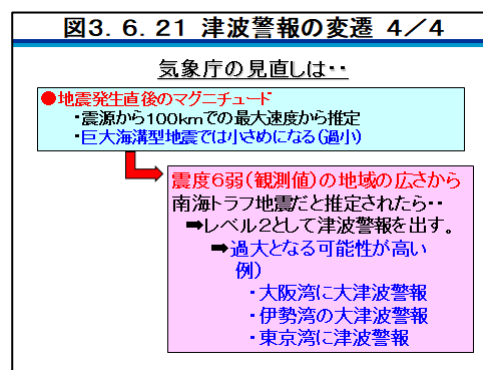 図3．6．21 津波警報の変遷 4／4
気象庁の見直しは・・
●地震発生直後のマグニチュード
・震源から100kmでの最大速度から推定
・巨大海溝型地震では小さめになる(過小)
震度6弱(観測値)の地域の広さから
南海トラフ地震だと推定されたら・・
➡レベル2として津波警報を出す。
➡過大となる可能性が高い
例)
・大阪湾に大津波警報
・伊勢湾の大津波警報
・東京湾に津波警報